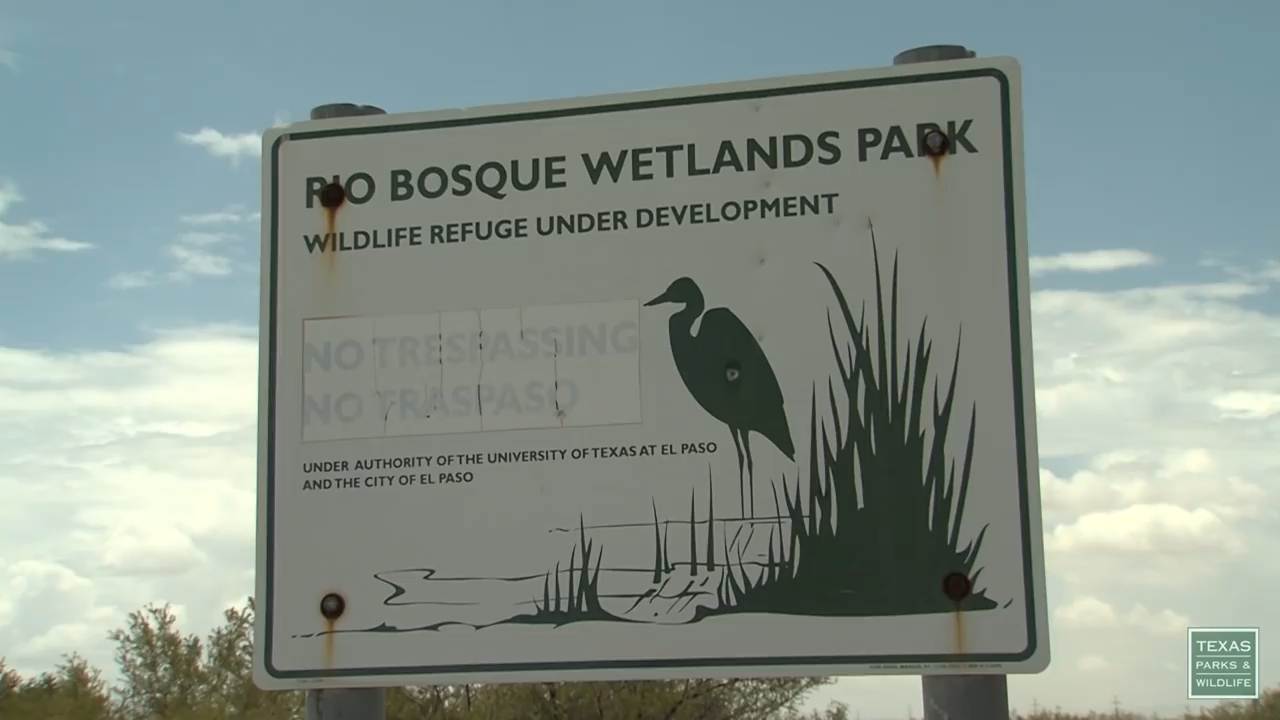 RIO BOSQUE WETLANDS PARK
WILDLIFE REFUGE UNDER DEVELOPMENT
NO TRESPASSING
NO TRASPASO
UNDER AUTHORITY OF THE UNIVERSITY OF TEXAS AT EL PASO
AND THE CITY OF EL PASO
TEXAS
PARKS &
WILDLIFE